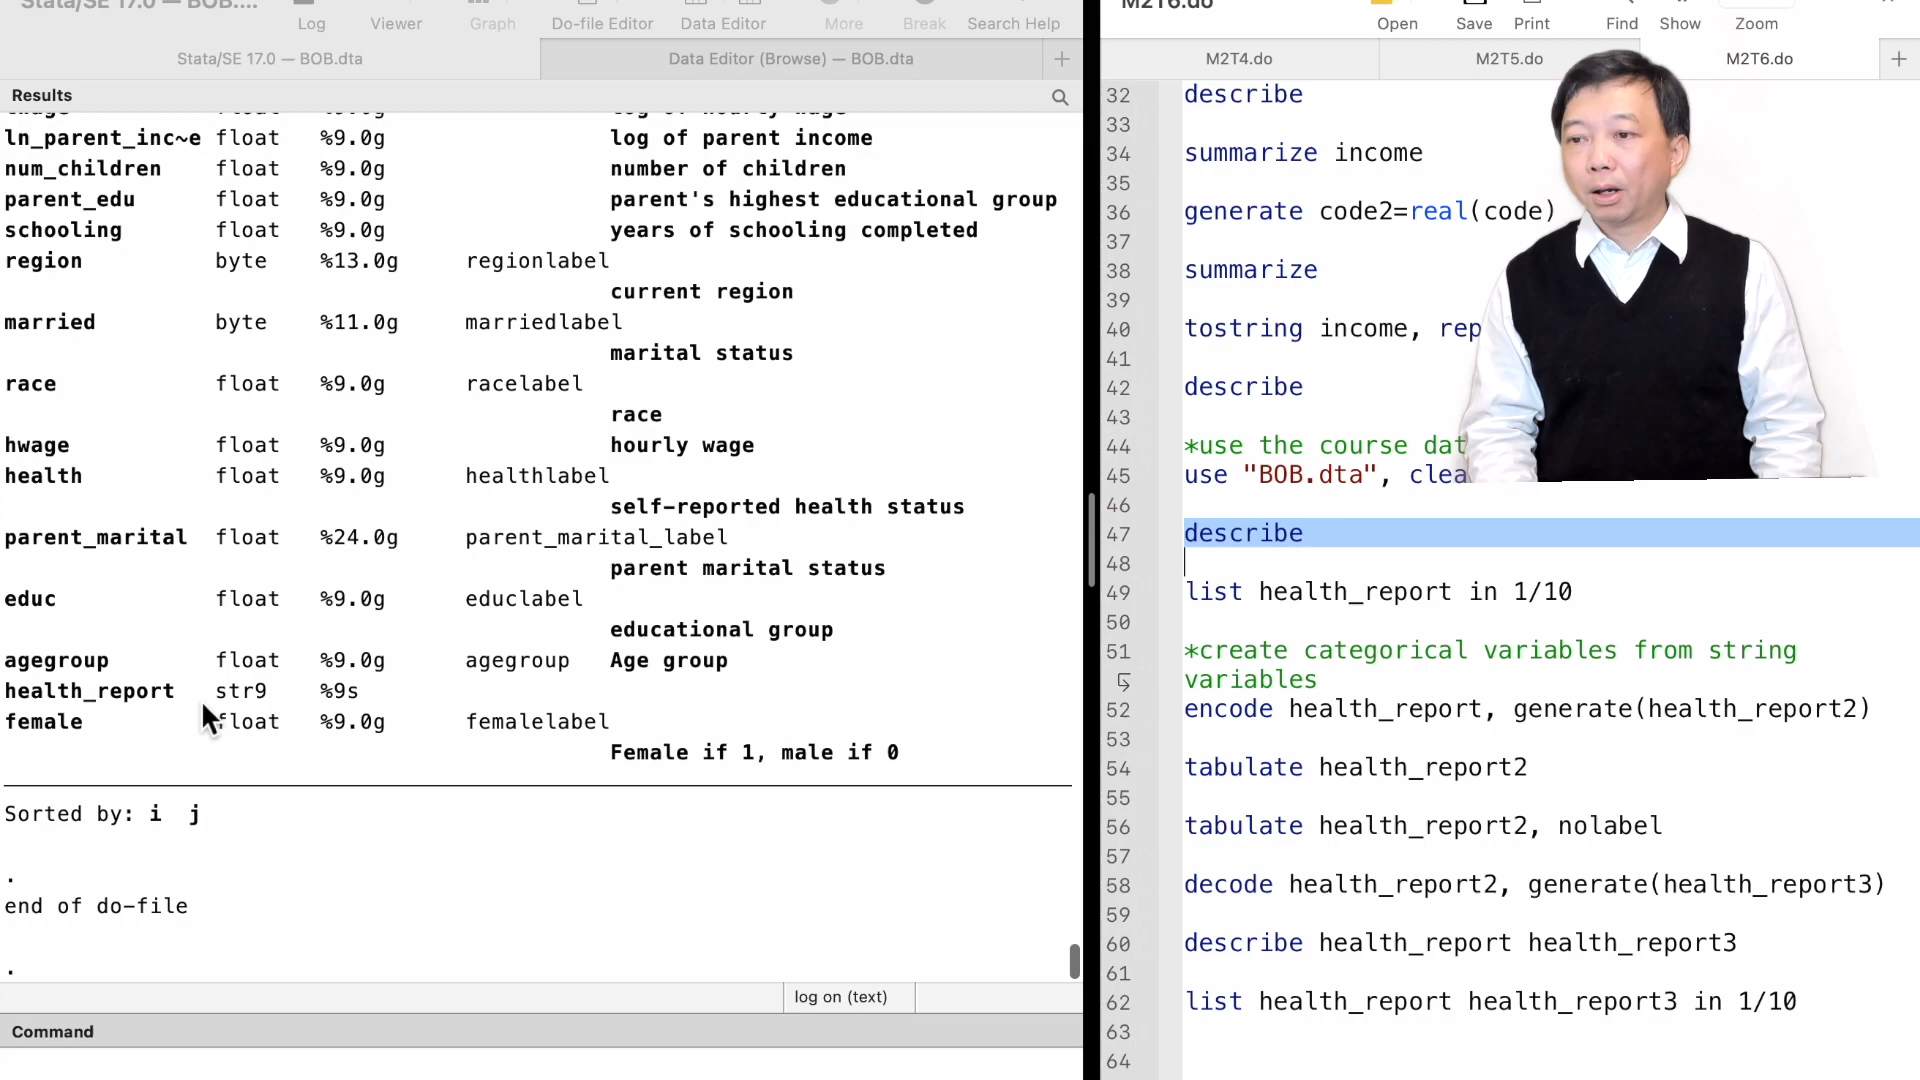 Stata/SE 17.0 — BOB....
Log Viewer Graph Do-file Editor Data Editor More Break Search Help
Stata/SE 17.0 — BOB.dta Data Editor (Browse) — BOB.dta
Results
ln_parent_inc~e float %9.0g log of parent income
num_children float %9.0g number of children
parent_edu float %9.0g parent's highest educational group
schooling float %9.0g years of schooling completed
region byte %13.0g regionlabel
current region
married byte %11.0g marriedlabel
marital status
race float %9.0g racelabel
race
hwage float %9.0g hourly wage
health float %9.0g healthlabel
self-reported health status
parent_marital float %24.0g parent_marital_label
parent marital status
educ float %9.0g educlabel
educational group
agegroup float %9.0g agegroup Age group
health_report str9 %9s
female float %9.0g femalelabel
Female if 1, male if 0
Sorted by: i j
.
end of do-file
.
log on (text)
Command
M2T6.do
Open Save Print Find Show Zoom
M2T4.do M2T5.do M2T6.do
32 describe
33
34 summarize income
35
36 generate code2=real(code)
37
38 summarize
39
40 tostring income, rep
41
42 describe
43
44 *use the course dat
45 use "BOB.dta", clea
46
47 describe
48
49 list health_report in 1/10
50
51 *create categorical variables from string
variables
52 encode health_report, generate(health_report2)
53
54 tabulate health_report2
55
56 tabulate health_report2, nolabel
57
58 decode health_report2, generate(health_report3)
59
60 describe health_report health_report3
61
62 list health_report health_report3 in 1/10
63
64